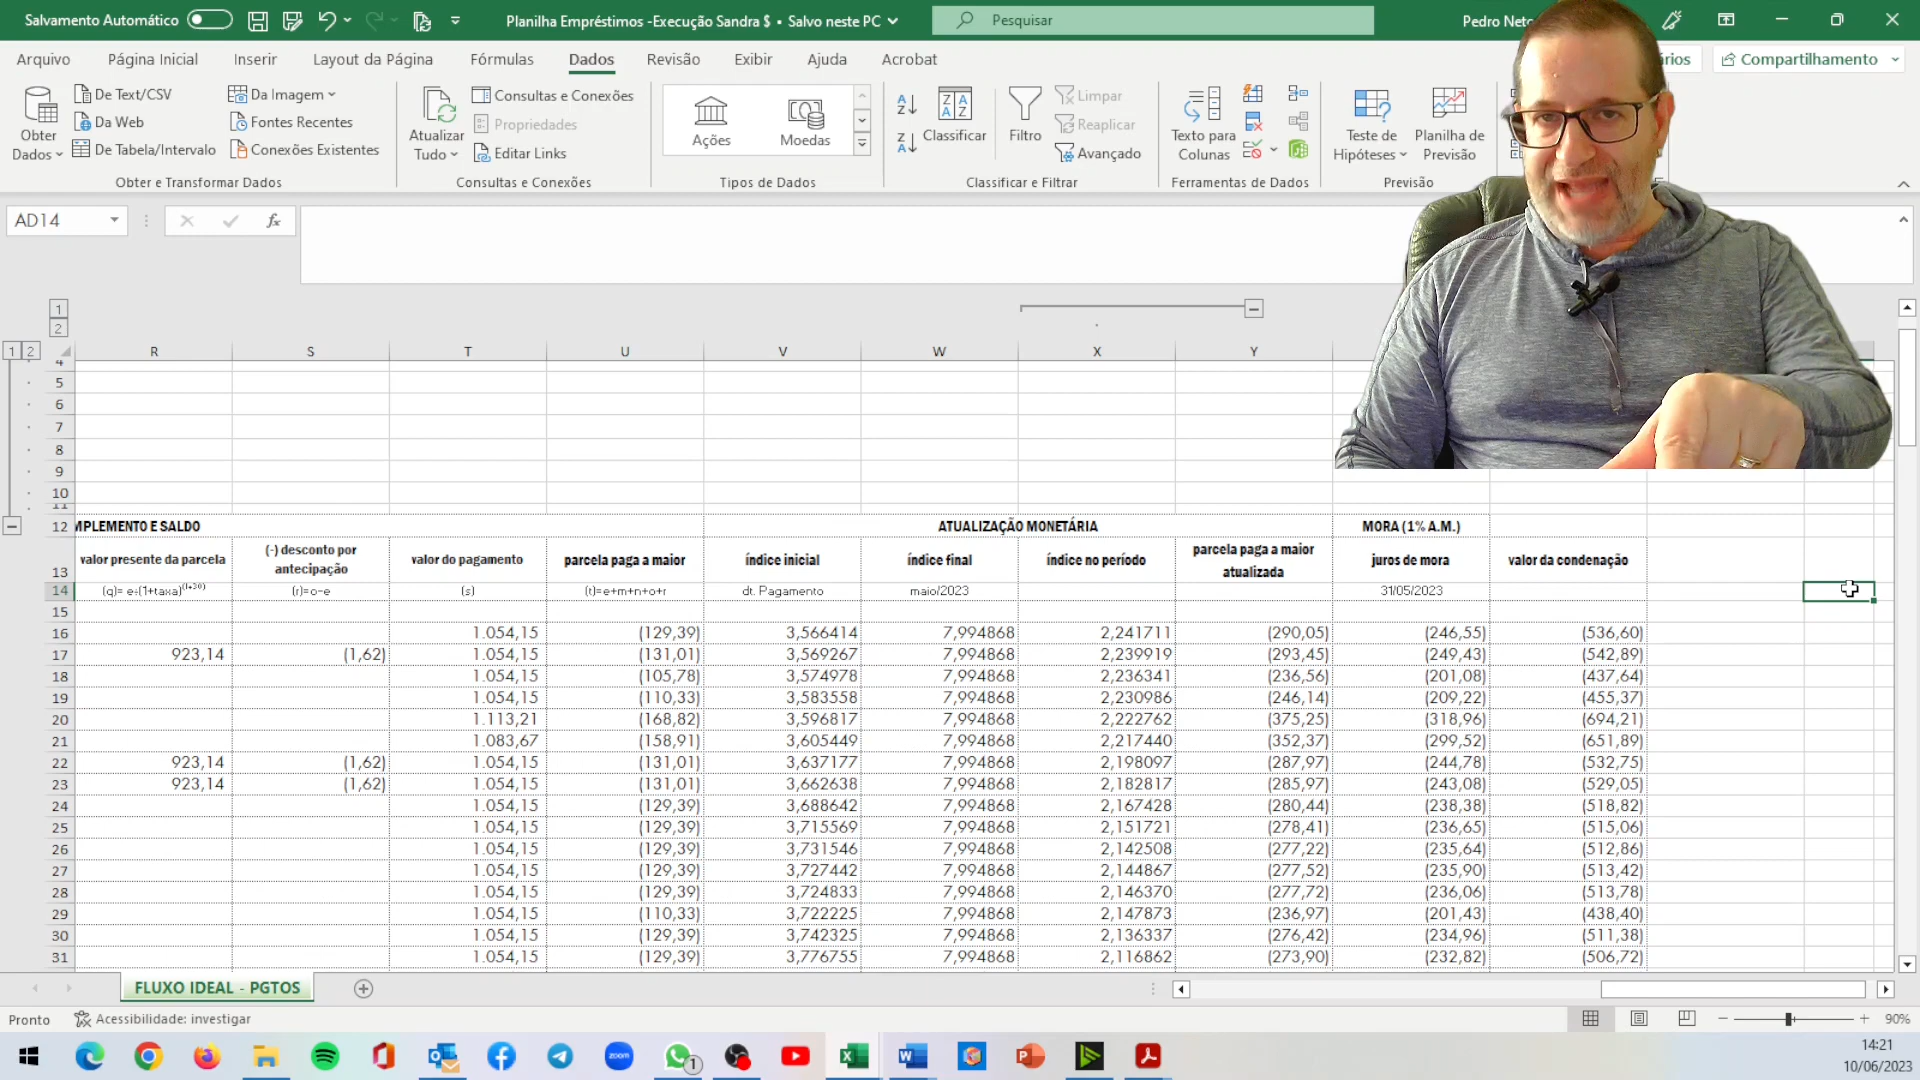 Salvamento Automático
Planilha Empréstimos -Execução Sandra $ • Salvo neste PC
Pesquisar
Pedro Neto
Arquivo Página Inicial Inserir Layout da Página Fórmulas Dados Revisão Exibir Ajuda Acrobat
Compartilhamento
Obter Dados
De Text/CSV
Da Web
De Tabela/Intervalo
Da Imagem
Fontes Recentes
Conexões Existentes
Obter e Transformar Dados
Atualizar Tudo
Consultas e Conexões
Propriedades
Editar Links
Consultas e Conexões
Ações
Moedas
Tipos de Dados
Classificar
Filtro
Limpar
Reaplicar
Avançado
Classificar e Filtrar
Texto para Colunas
Ferramentas de Dados
Teste de Hipóteses
Planilha de Previsão
Previsão
AD14
fx
1
2
1 2
R S T U V W X Y
4
5
6
7
8
9
10
11
12 MPLEMENTO E SALDO ATUALIZAÇÃO MONETÁRIA MORA (1% A.M.)
13 valor presente da parcela (-) desconto por antecipação valor do pagamento parcela paga a maior índice inicial índice final índice no período parcela paga a maior atualizada juros de mora valor da condenação
14 (q)= e÷(1+taxa)^(t÷30) (r)=o-e (s) (t)=e+m+n+o+r dt. Pagamento maio/2023 31/05/2023
15
16 1.054,15 (129,39) 3,566414 7,994868 2,241711 (290,05) (246,55) (536,60)
17 923,14 (1,62) 1.054,15 (131,01) 3,569267 7,994868 2,239919 (293,45) (249,43) (542,89)
18 1.054,15 (105,78) 3,574978 7,994868 2,236341 (236,56) (201,08) (437,64)
19 1.054,15 (110,33) 3,583558 7,994868 2,230986 (246,14) (209,22) (455,37)
20 1.113,21 (168,82) 3,596817 7,994868 2,222762 (375,25) (318,96) (694,21)
21 1.083,67 (158,91) 3,605449 7,994868 2,217440 (352,37) (299,52) (651,89)
22 923,14 (1,62) 1.054,15 (131,01) 3,637177 7,994868 2,198097 (287,97) (244,78) (532,75)
23 923,14 (1,62) 1.054,15 (131,01) 3,662638 7,994868 2,182817 (285,97) (243,08) (529,05)
24 1.054,15 (129,39) 3,688642 7,994868 2,167428 (280,44) (238,38) (518,82)
25 1.054,15 (129,39) 3,715569 7,994868 2,151721 (278,41) (236,65) (515,06)
26 1.054,15 (129,39) 3,731546 7,994868 2,142508 (277,22) (235,64) (512,86)
27 1.054,15 (129,39) 3,727442 7,994868 2,144867 (277,52) (235,90) (513,42)
28 1.054,15 (129,39) 3,724833 7,994868 2,146370 (277,72) (236,06) (513,78)
29 1.054,15 (110,33) 3,722225 7,994868 2,147873 (236,97) (201,43) (438,40)
30 1.054,15 (129,39) 3,742325 7,994868 2,136337 (276,42) (234,96) (511,38)
31 1.054,15 (129,39) 3,776755 7,994868 2,116862 (273,90) (232,82) (506,72)
FLUXO IDEAL - PGTOS
Pronto
Acessibilidade: investigar
90%
zoom
1
14:21
10/06/2023